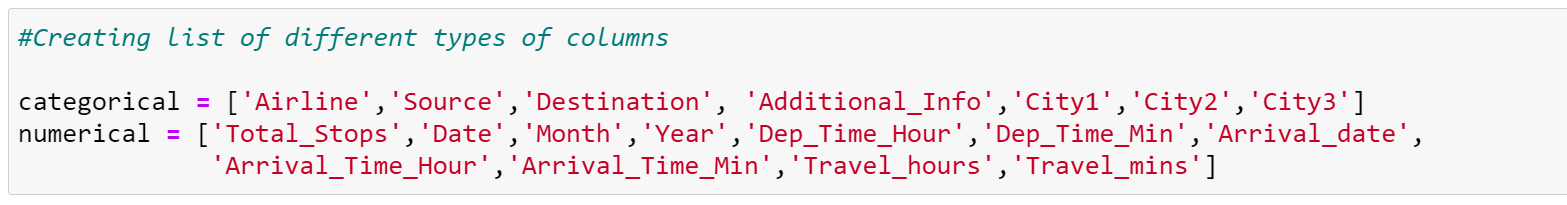 #Creating list of different types of columns
categorical = ['Airline','Source','Destination', 'Additional_Info','City1','City2','City3']
numerical = ['Total_Stops','Date','Month','Year','Dep_Time_Hour','Dep_Time_Min','Arrival_date',
'Arrival_Time_Hour','Arrival_Time_Min','Travel_hours','Travel_mins']